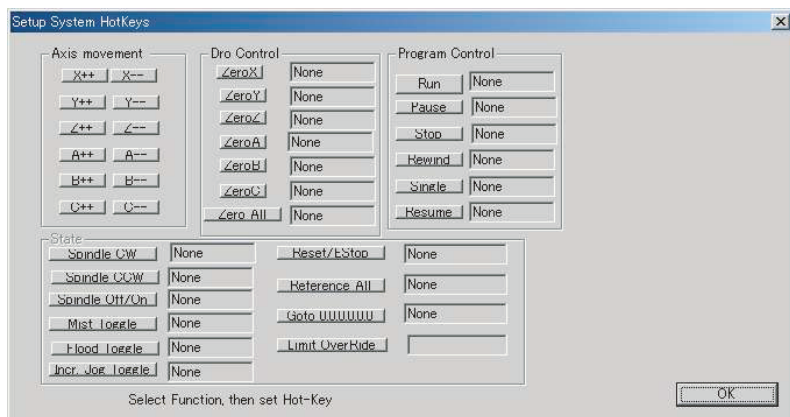 Setup System HotKeys
Axis movement
X++ X--
Y++ Y--
Z++ Z--
A++ A--
B++ B--
C++ C--
Dro Control
ZeroX None
ZeroY None
ZeroZ None
ZeroA None
ZeroB None
ZeroC None
Zero All None
Program Control
Run None
Pause None
Stop None
Rewind None
Single None
Resume None
State
Spindle CW None
Spindle CCW None
Spindle Off/On None
Mist Toggle None
Flood Toggle None
Incr. Jog Toggle None
Reset/EStop None
Reference All None
Goto 0,0,0,0,0,0 None
Limit OverRide
Select Function, then set Hot-Key
OK